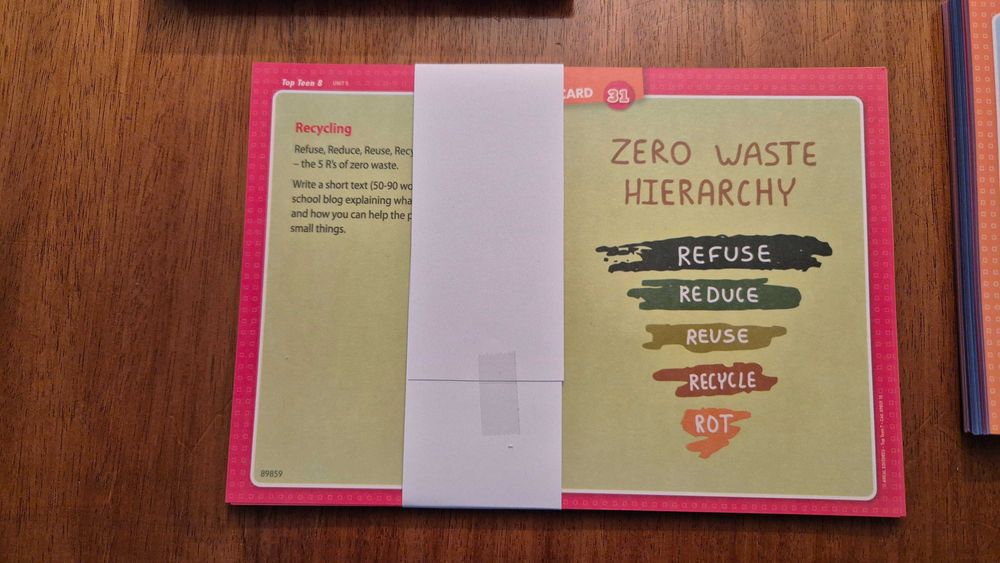 Top Teen 8 UNIT 5
CARD 31
Recycling
Refuse, Reduce, Reuse, Recy
– the 5 R's of zero waste.
Write a short text (50-90 wo
school blog explaining wha
and how you can help the p
small things.
89859
ZERO WASTE
HIERARCHY
REFUSE
REDUCE
REUSE
RECYCLE
ROT